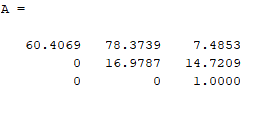 A =
60.4069 78.3739 7.4853
0 16.9787 14.7209
0 0 1.0000